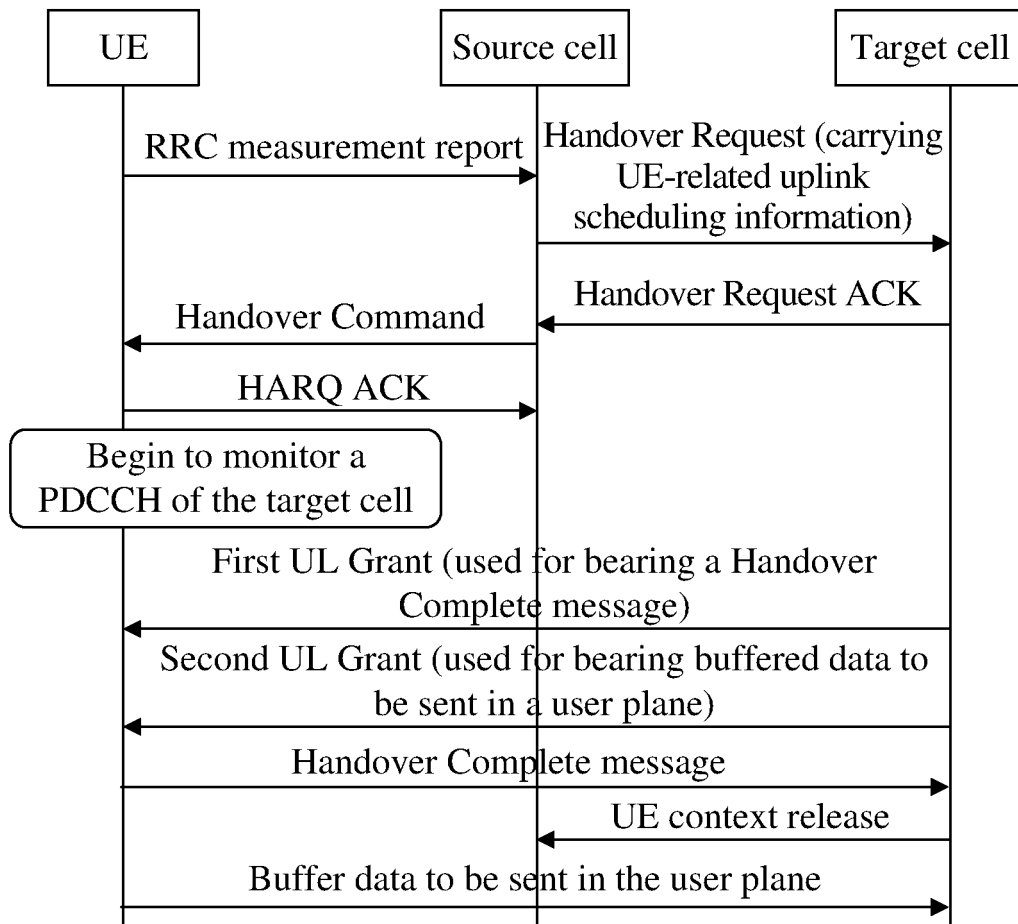 UE
Source cell
Target cell
RRC measurement report
Handover Request (carrying
UE-related uplink
scheduling information)
Handover Request ACK
Handover Command
HARQ ACK
Begin to monitor a
PDCCH of the target cell
First UL Grant (used for bearing a Handover
Complete message)
Second UL Grant (used for bearing buffered data to
be sent in a user plane)
Handover Complete message
UE context release
Buffer data to be sent in the user plane